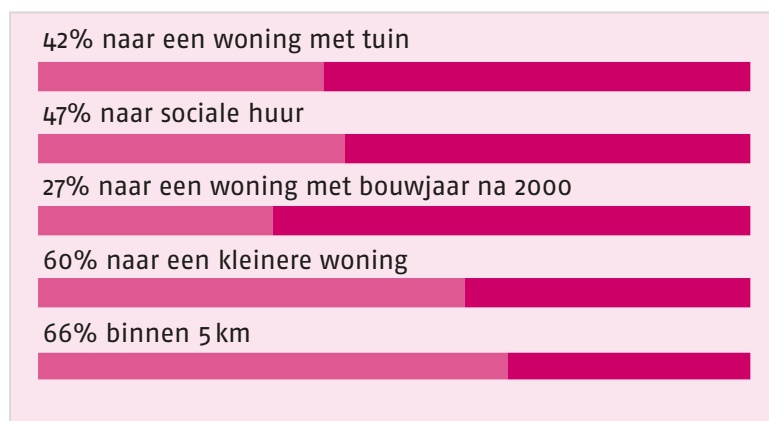 42% naar een woning met tuin
47% naar sociale huur
27% naar een woning met bouwjaar na 2000
60% naar een kleinere woning
66% binnen 5 km